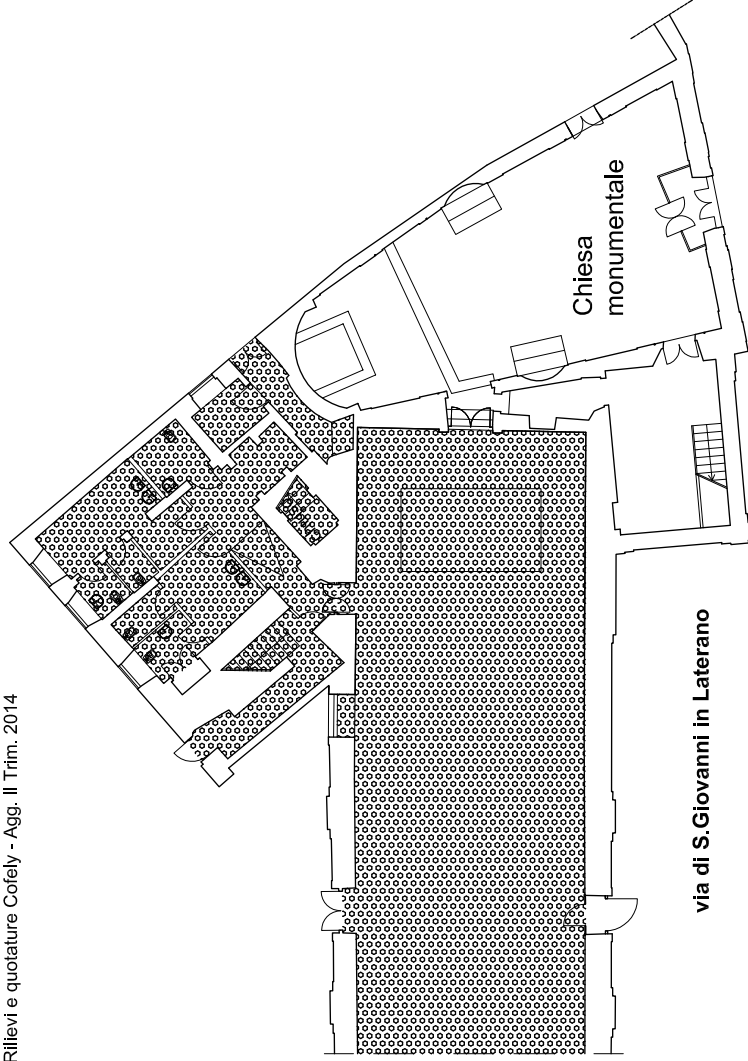 Rilievi e quotature Cofely - Agg. II Trim. 2014
Chiesa
monumentale
via di S.Giovanni in Laterano